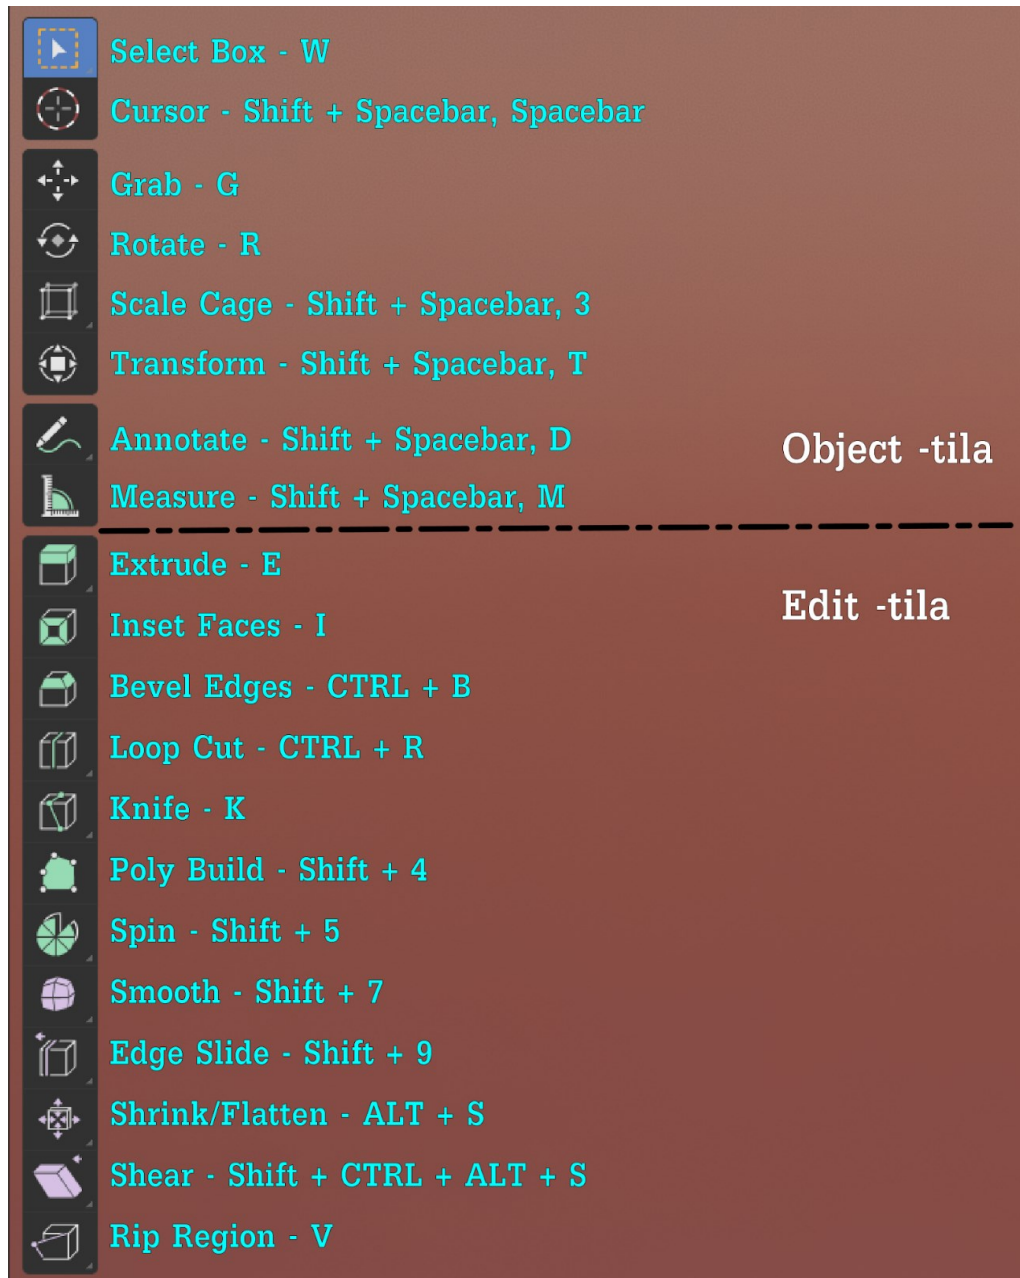 Select Box - W
Cursor - Shift + Spacebar, Spacebar
Grab - G
Rotate - R
Scale Cage - Shift + Spacebar, 3
Transform - Shift + Spacebar, T
Annotate - Shift + Spacebar, D
Object -tila
Measure - Shift + Spacebar, M
Extrude - E
Edit -tila
Inset Faces - I
Bevel Edges - CTRL + B
Loop Cut - CTRL + R
Knife - K
Poly Build - Shift + 4
Spin - Shift + 5
Smooth - Shift + 7
Edge Slide - Shift + 9
Shrink/Flatten - ALT + S
Shear - Shift + CTRL + ALT + S
Rip Region - V